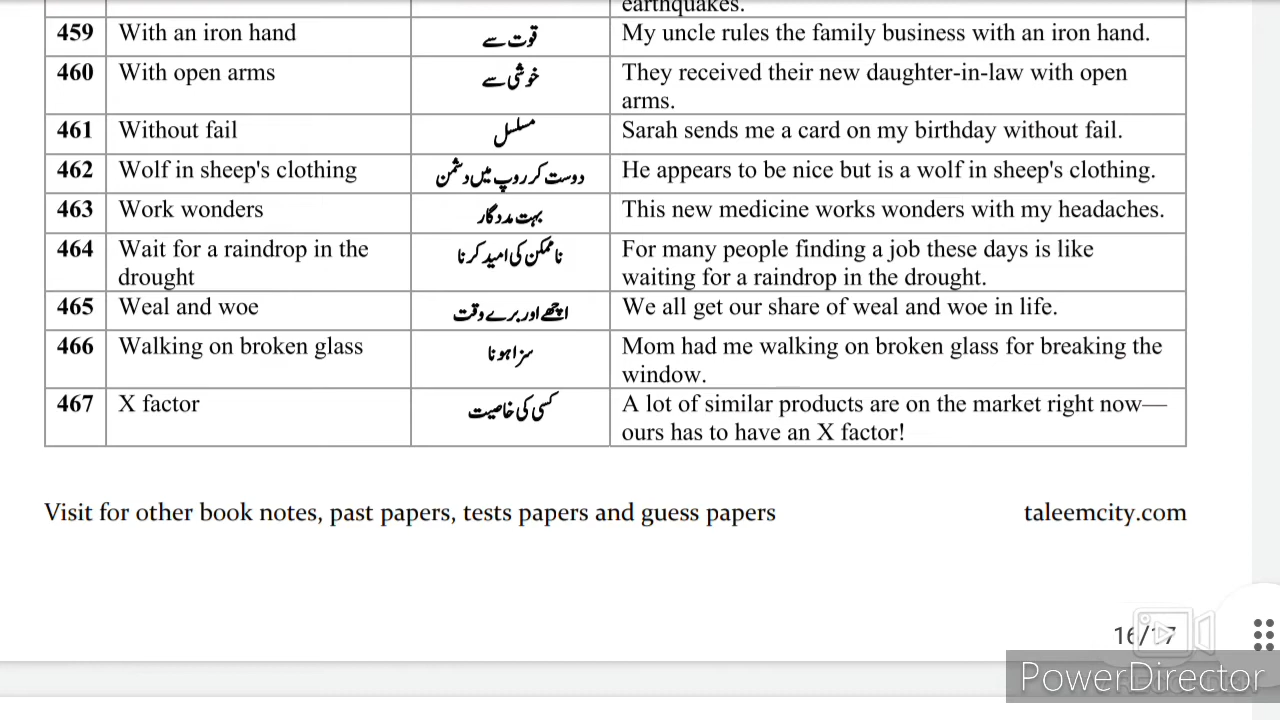 earthquakes.
459 With an iron hand قوت سے My uncle rules the family business with an iron hand.
460 With open arms خوشی سے They received their new daughter-in-law with open
arms.
461 Without fail مسلسل Sarah sends me a card on my birthday without fail.
462 Wolf in sheep's clothing دوست کر روپ میں دشمن He appears to be nice but is a wolf in sheep's clothing.
463 Work wonders بہت مددگار This new medicine works wonders with my headaches.
464 Wait for a raindrop in the ناممکن کی امید کرنا For many people finding a job these days is like
drought waiting for a raindrop in the drought.
465 Weal and woe اچھے اور برے وقت We all get our share of weal and woe in life.
466 Walking on broken glass سزا ہونا Mom had me walking on broken glass for breaking the
window.
467 X factor کسی کی خاصیت A lot of similar products are on the market right now—
ours has to have an X factor!
Visit for other book notes, past papers, tests papers and guess papers taleemcity.com
16/17
PowerDirector